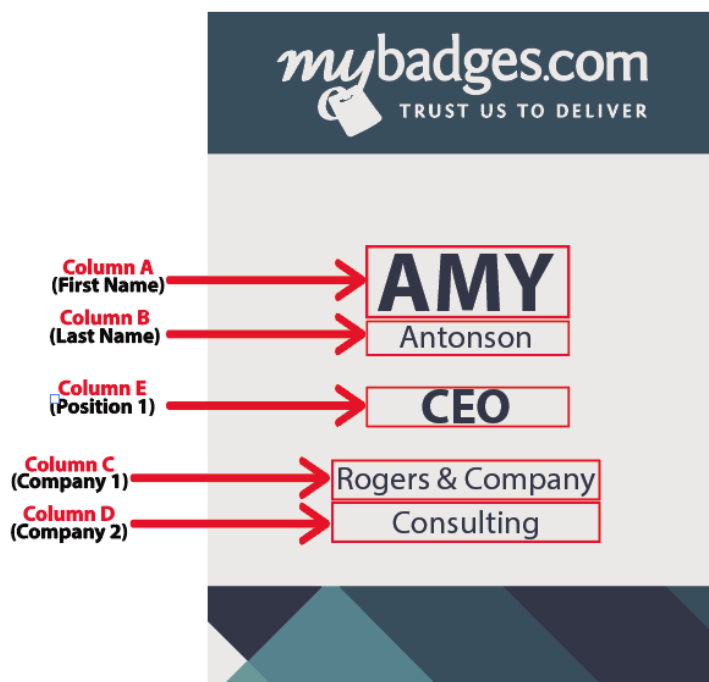 mybadges.com
TRUST US TO DELIVER
Column A
(First Name)
AMY
Column B
(Last Name)
Antonson
Column E
(Position 1)
CEO
Column C
(Company 1)
Rogers & Company
Column D
(Company 2)
Consulting